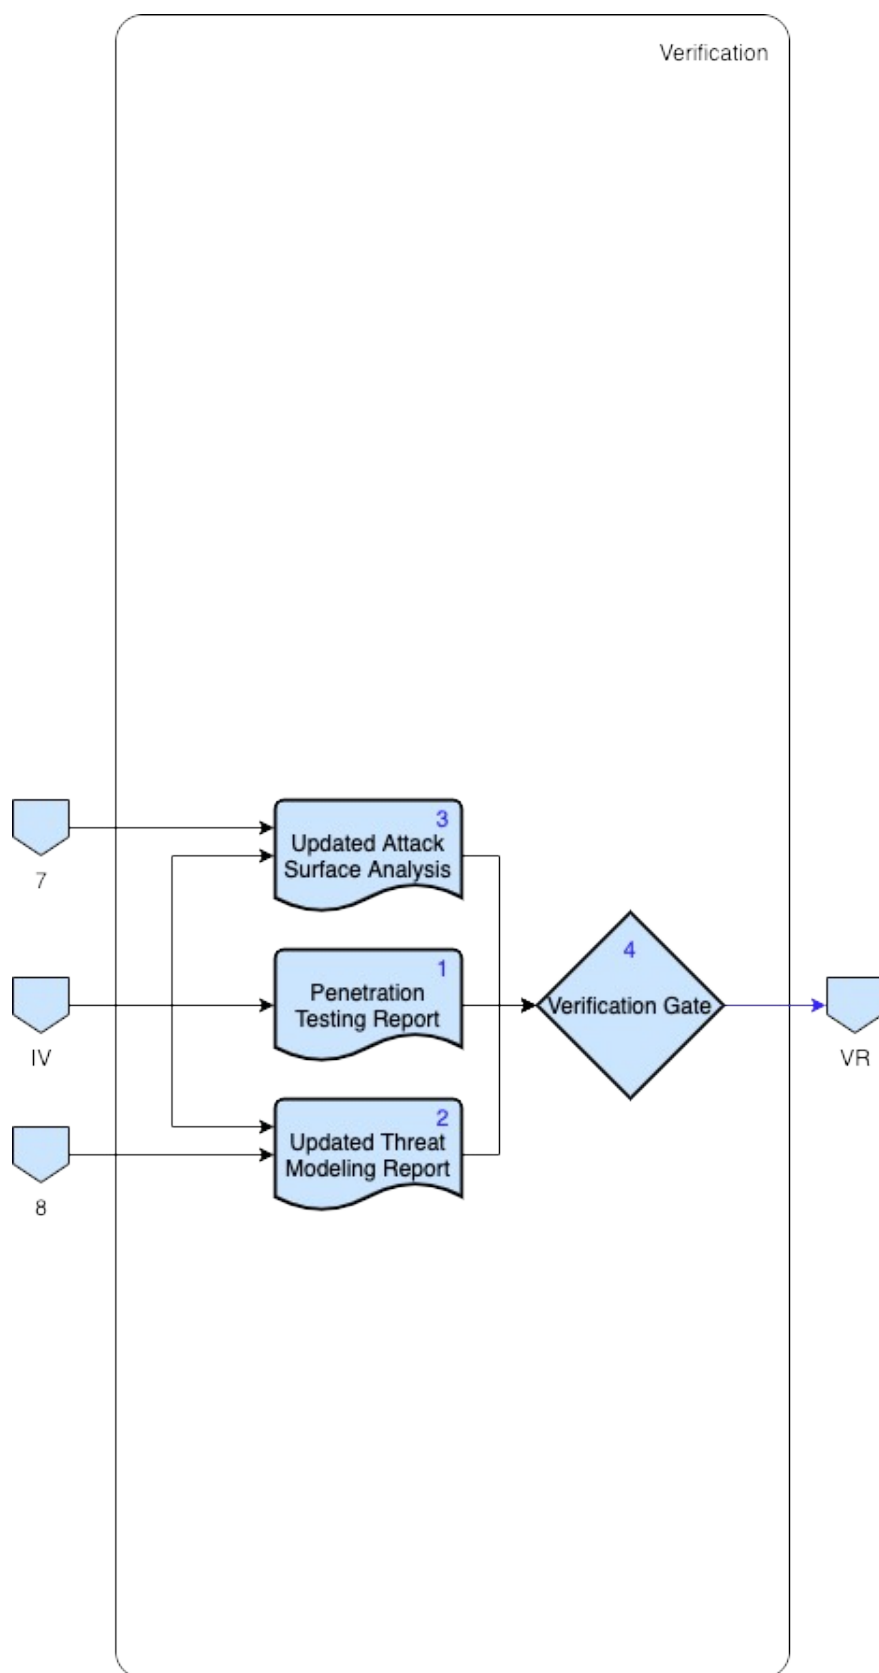 Verification
3
Updated Attack
Surface Analysis
7
1
Penetration
Testing Report
IV
4
Verification Gate
VR
2
Updated Threat
Modeling Report
8